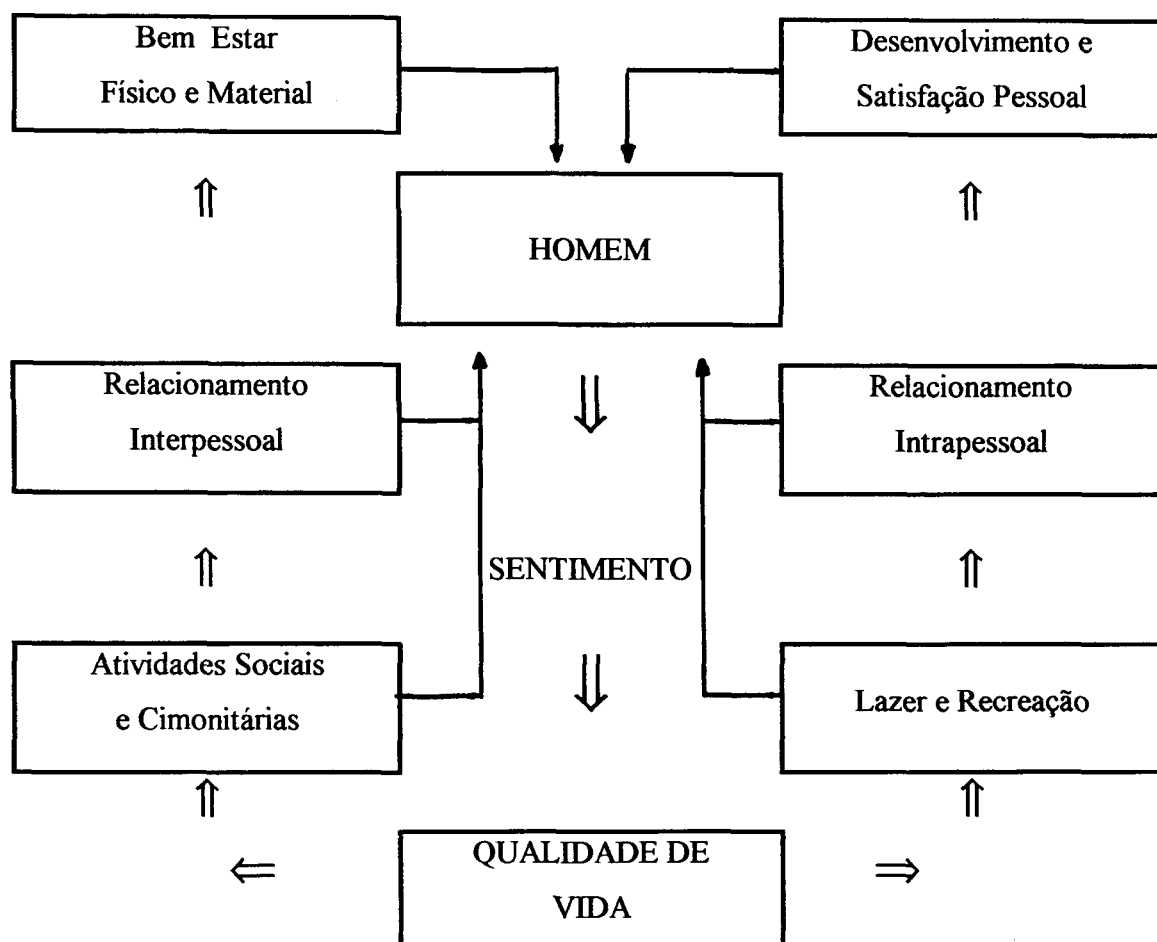 Bem Estar
Físico e Material
Desenvolvimento e
Satisfação Pessoal
HOMEM
Relacionamento
Interpessoal
Relacionamento
Intrapessoal
SENTIMENTO
Atividades Sociais
e Cimonitárias
Lazer e Recreação
QUALIDADE DE
VIDA